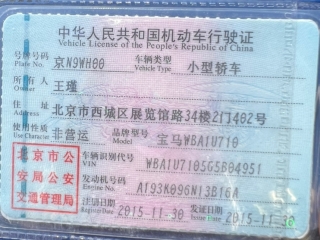 中华人民共和国机动车行驶证
Vehicle License of the People's Republic of China
号牌号码 京N9WH00 车辆类型 小型轿车
Plate No. Vehicle Type
所有人 王瑾
Owner
住址 北京市西城区展览馆路34楼2门402号
Address
使用性质 非营运 品牌型号 宝马WBA1U710
Use Character Model
北京市公安局公安交通管理局
车辆识别代号 WBA1U7105G5B04951
VIN
发动机号码 A193K096N13B16A
Engine No.
注册日期 2015-11-30 发证日期 2015-11-30
Register Date Issue Date